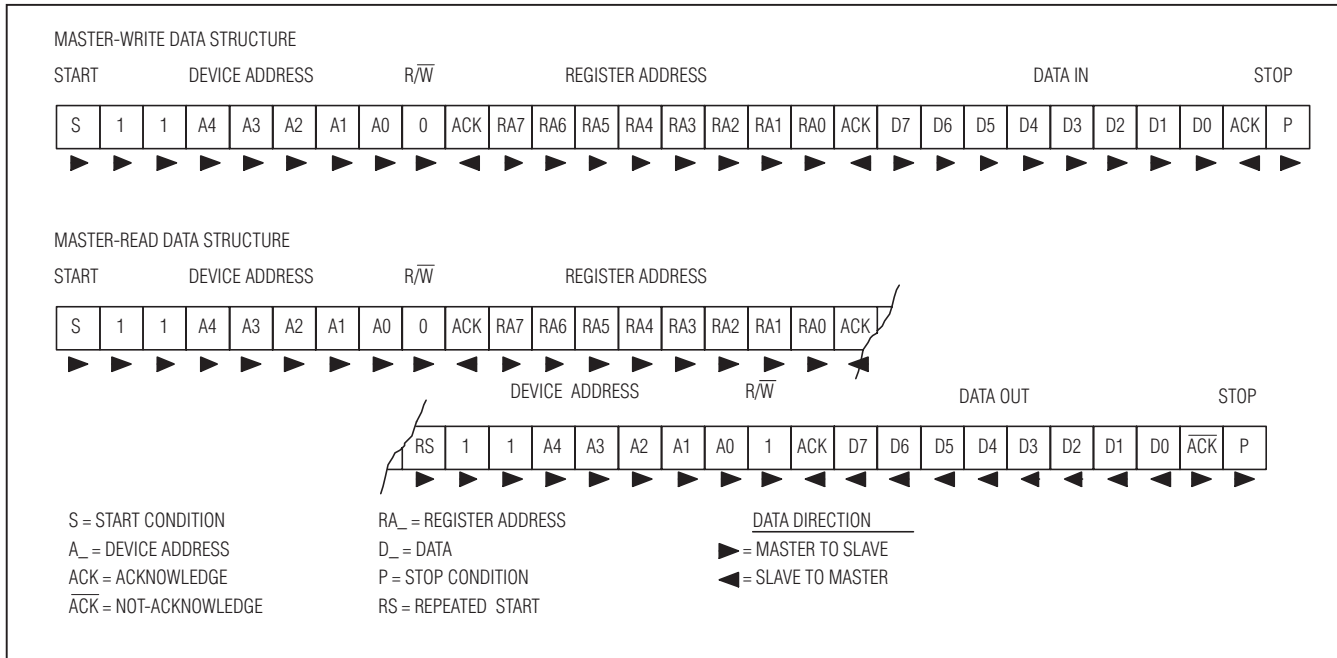 MASTER-WRITE DATA STRUCTURE
START DEVICE ADDRESS R/W̅ REGISTER ADDRESS DATA IN STOP
S 1 1 A4 A3 A2 A1 A0 0 ACK RA7 RA6 RA5 RA4 RA3 RA2 RA1 RA0 ACK D7 D6 D5 D4 D3 D2 D1 D0 ACK P
MASTER-READ DATA STRUCTURE
START DEVICE ADDRESS R/W̅ REGISTER ADDRESS
S 1 1 A4 A3 A2 A1 A0 0 ACK RA7 RA6 RA5 RA4 RA3 RA2 RA1 RA0 ACK
DEVICE ADDRESS R/W̅ DATA OUT STOP
RS 1 1 A4 A3 A2 A1 A0 1 ACK D7 D6 D5 D4 D3 D2 D1 D0 A̅C̅K̅ P
S = START CONDITION RA_ = REGISTER ADDRESS DATA DIRECTION
A_ = DEVICE ADDRESS D_ = DATA ► = MASTER TO SLAVE
ACK = ACKNOWLEDGE P = STOP CONDITION ◄ = SLAVE TO MASTER
A̅C̅K̅ = NOT-ACKNOWLEDGE RS = REPEATED START